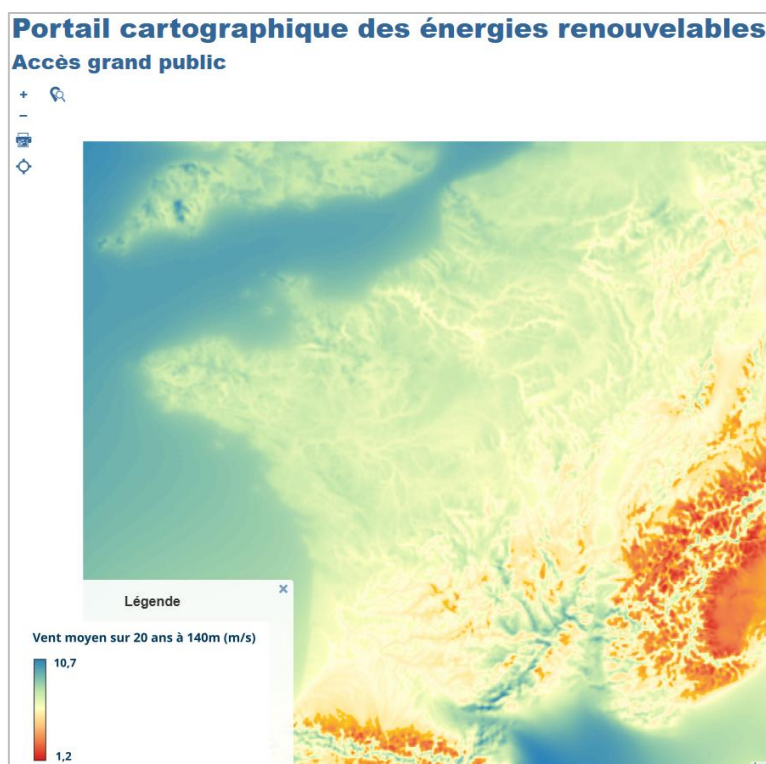 Portail cartographique des énergies renouvelables
Accès grand public
+
−
Légende
×
Vent moyen sur 20 ans à 140m (m/s)
10,7
1,2